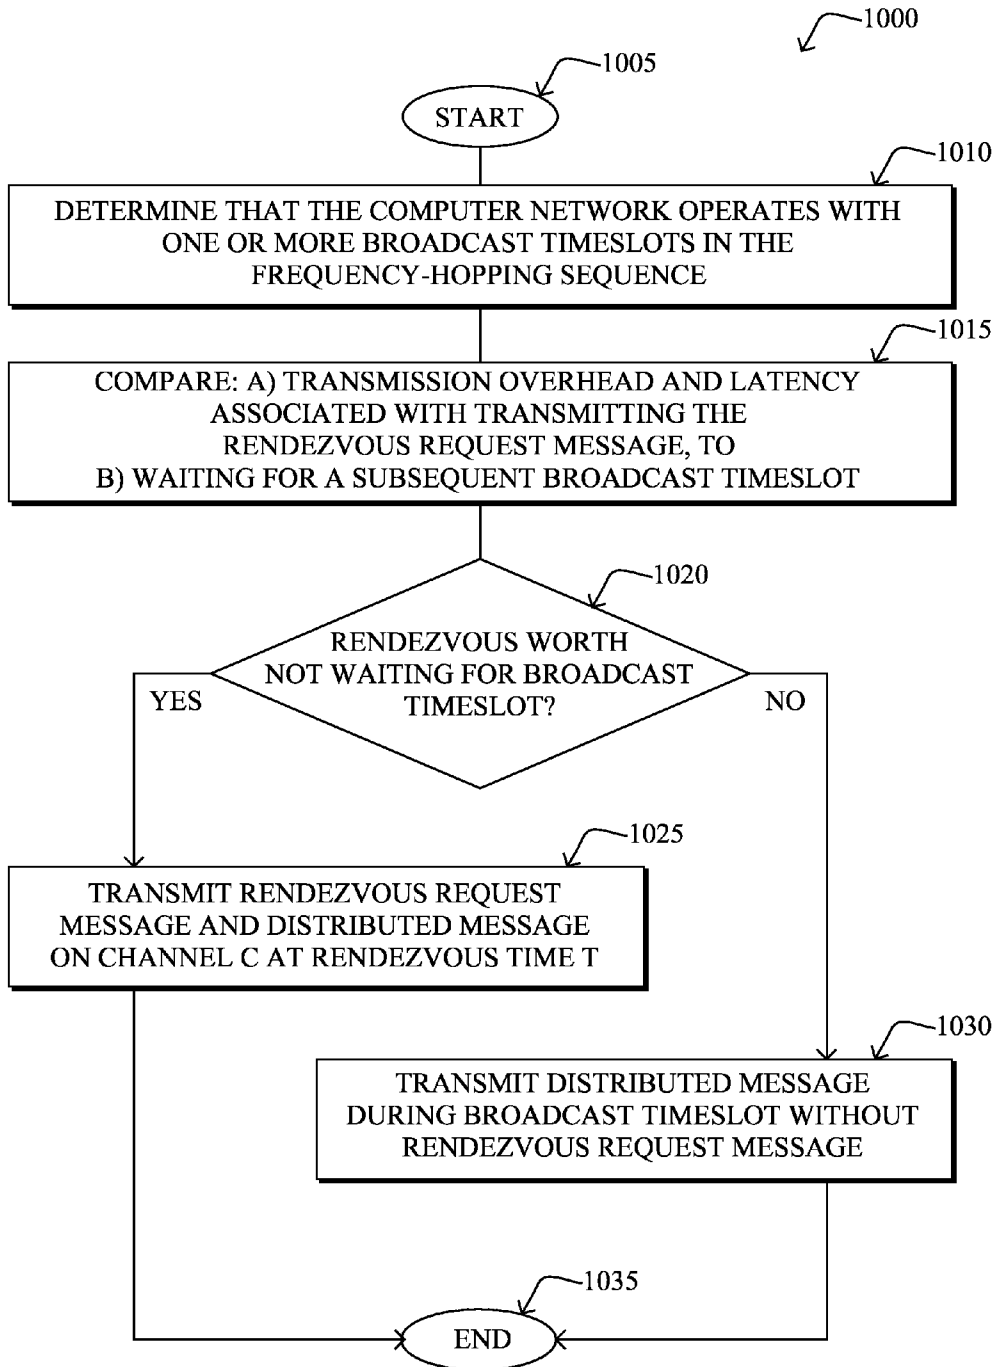 1000
1005
START
1010
DETERMINE THAT THE COMPUTER NETWORK OPERATES WITH
ONE OR MORE BROADCAST TIMESLOTS IN THE
FREQUENCY-HOPPING SEQUENCE
1015
COMPARE: A) TRANSMISSION OVERHEAD AND LATENCY
ASSOCIATED WITH TRANSMITTING THE
RENDEZVOUS REQUEST MESSAGE, TO
B) WAITING FOR A SUBSEQUENT BROADCAST TIMESLOT
1020
RENDEZVOUS WORTH
NOT WAITING FOR BROADCAST
TIMESLOT?
YES
NO
1025
TRANSMIT RENDEZVOUS REQUEST
MESSAGE AND DISTRIBUTED MESSAGE
ON CHANNEL C AT RENDEZVOUS TIME T
1030
TRANSMIT DISTRIBUTED MESSAGE
DURING BROADCAST TIMESLOT WITHOUT
RENDEZVOUS REQUEST MESSAGE
1035
END